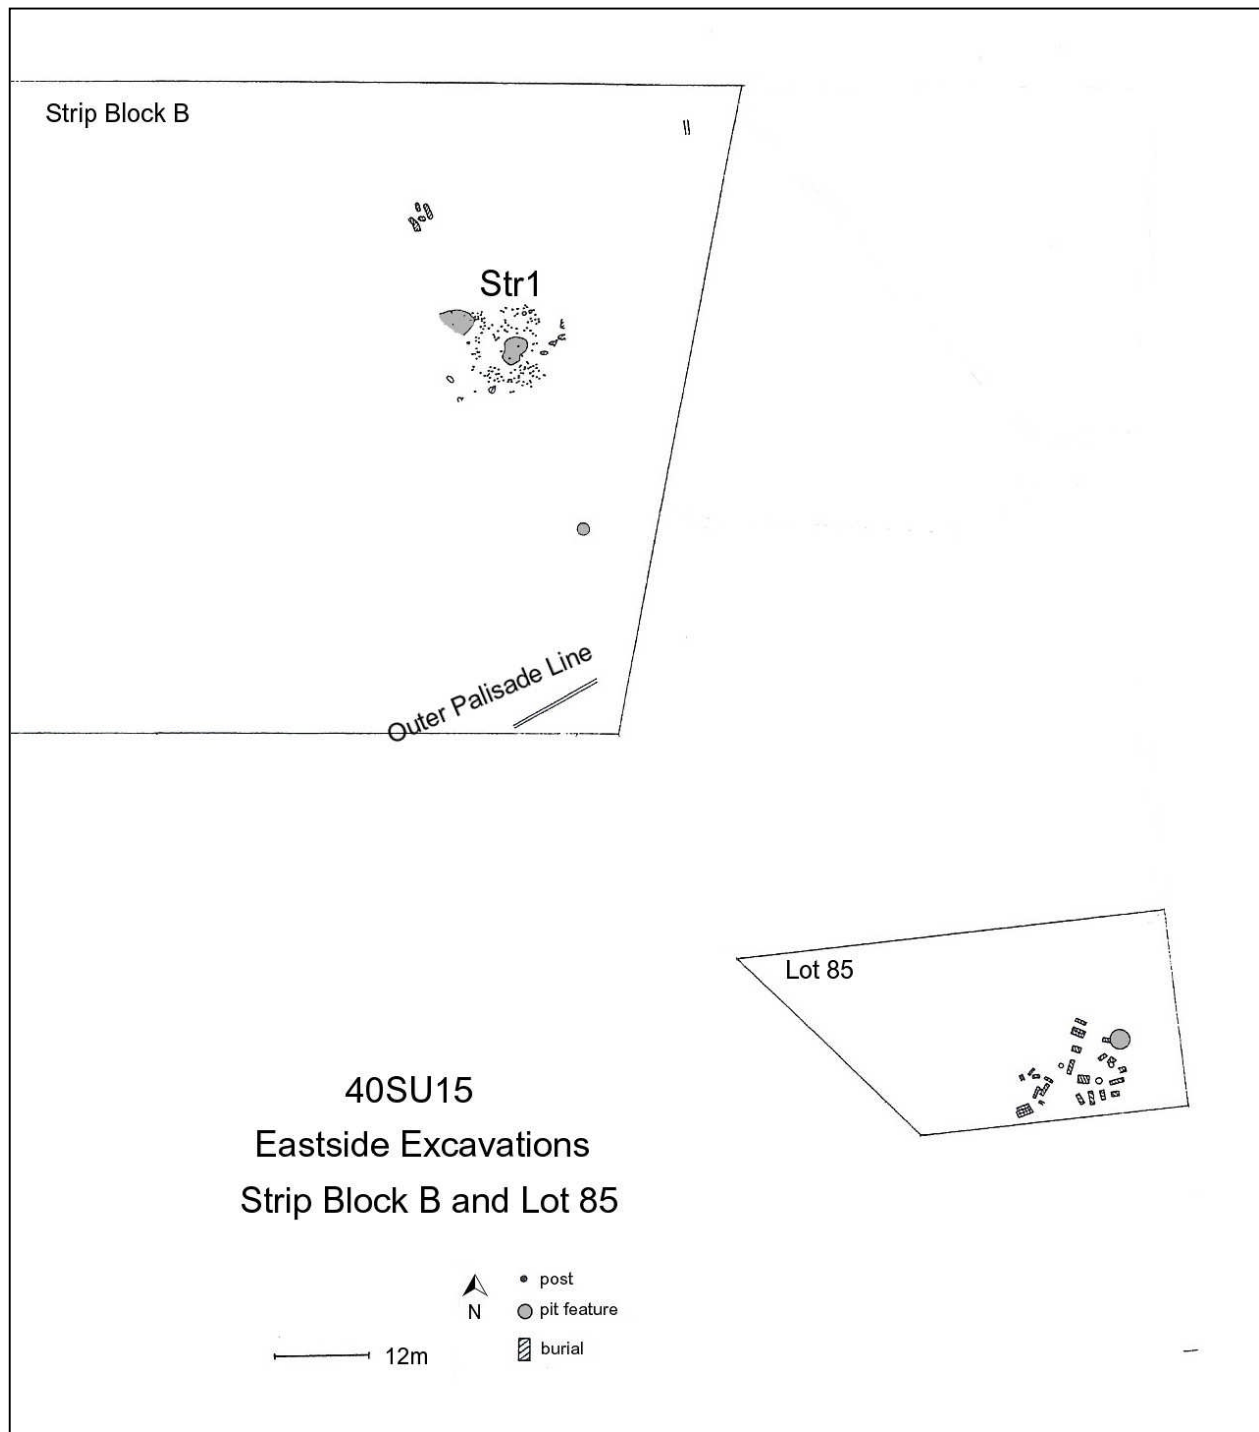 Strip Block B
Str1
Outer Palisade Line
Lot 85
40SU15
Eastside Excavations
Strip Block B and Lot 85
N
post
pit feature
burial
12m